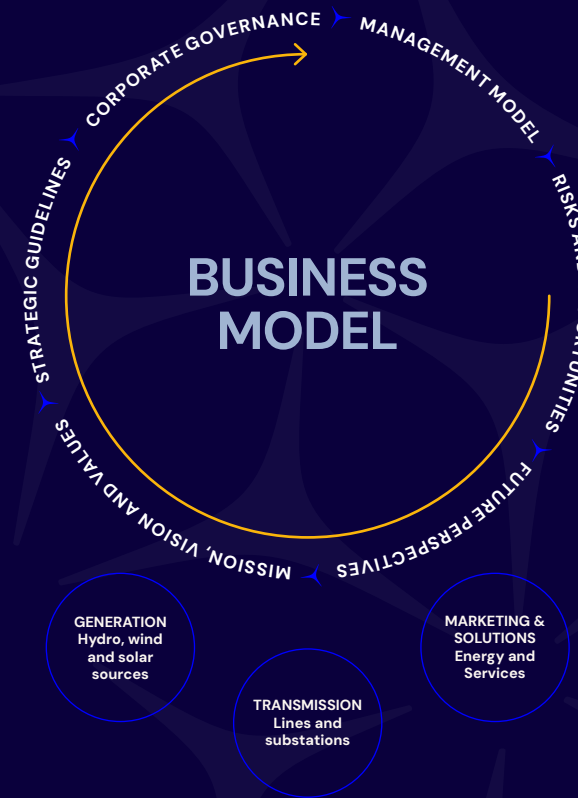 CORPORATE GOVERNANCE
MANAGEMENT MODEL
RISKS
FUTURE PERSPECTIVES
MISSION, VISION AND VALUES
STRATEGIC GUIDELINES
BUSINESS
MODEL
GENERATION
Hydro, wind
and solar
sources
TRANSMISSION
Lines and
substations
MARKETING &
SOLUTIONS
Energy and
Services